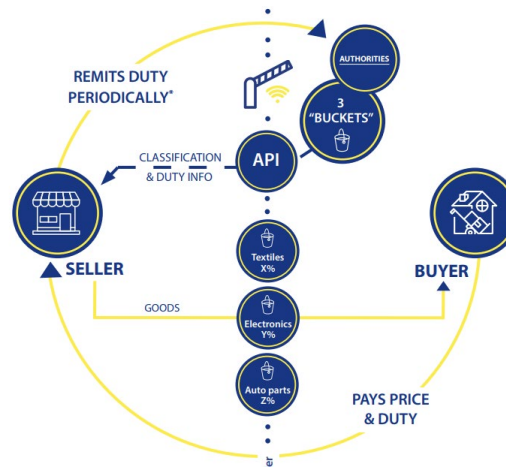 AUTHORITIES
REMITS DUTY
PERIODICALLY*
3
“BUCKETS”
API
CLASSIFICATION
& DUTY INFO
Textiles
X%
SELLER
BUYER
GOODS
Electronics
Y%
Auto parts
Z%
PAYS PRICE
& DUTY
er